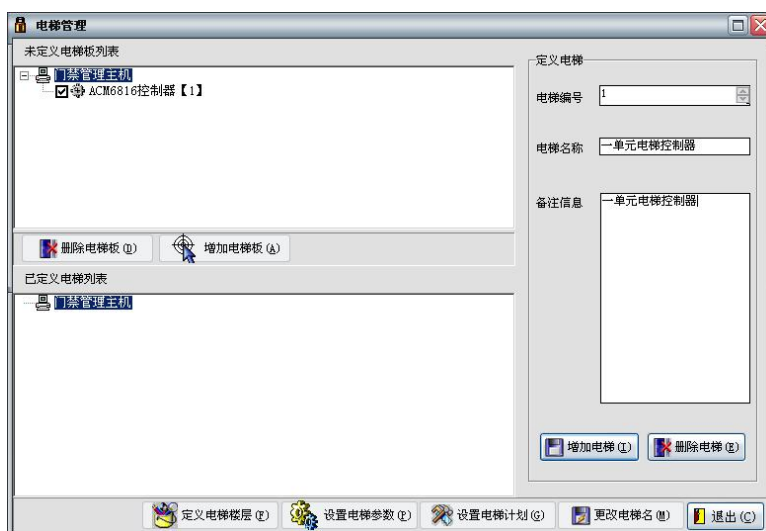 电梯管理
未定义电梯板列表
门禁管理主机
ACM6816控制器【1】
删除电梯板(D)
增加电梯板(A)
已定义电梯列表
门禁管理主机
定义电梯
电梯编号 1
电梯名称 一单元电梯控制器
备注信息 一单元电梯控制器
增加电梯(I)
删除电梯(E)
定义电梯楼层(F)
设置电梯参数(P)
设置电梯计划(G)
更改电梯名(M)
退出(C)